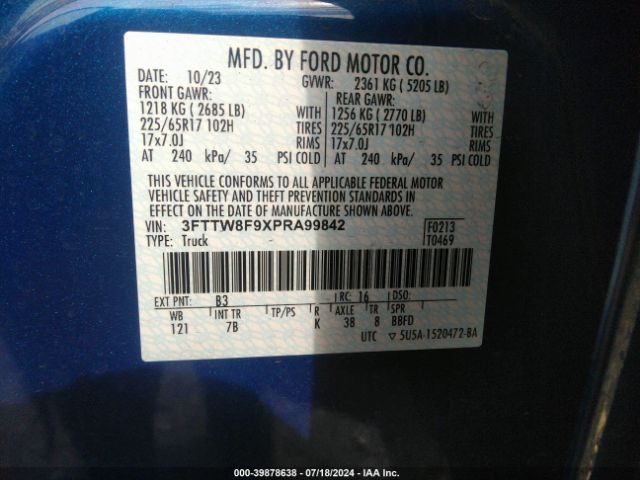 MFD. BY FORD MOTOR CO.
DATE: 10/23 GVWR: 2361 KG ( 5205 LB)
FRONT GAWR: REAR GAWR:
1218 KG ( 2685 LB) WITH 1256 KG ( 2770 LB) WITH
225/65R17 102H TIRES 225/65R17 102H TIRES
17x7.0J RIMS 17x7.0J RIMS
AT 240 kPa/ 35 PSI COLD AT 240 kPa/ 35 PSI COLD
THIS VEHICLE CONFORMS TO ALL APPLICABLE FEDERAL MOTOR
VEHICLE SAFETY AND THEFT PREVENTION STANDARDS IN
EFFECT ON THE DATE OF MANUFACTURE SHOWN ABOVE.
VIN: 3FTTW8F9XPRA99842 F0213
TYPE: Truck T0469
EXT PNT: B3 RC: 16 DSO:
WB INT TR TP/PS R AXLE TR SPR
121 7B K 38 8 BBFD
UTC ▽ 5U5A-1520472-BA
000-39878638 - 07/18/2024 - IAA Inc.